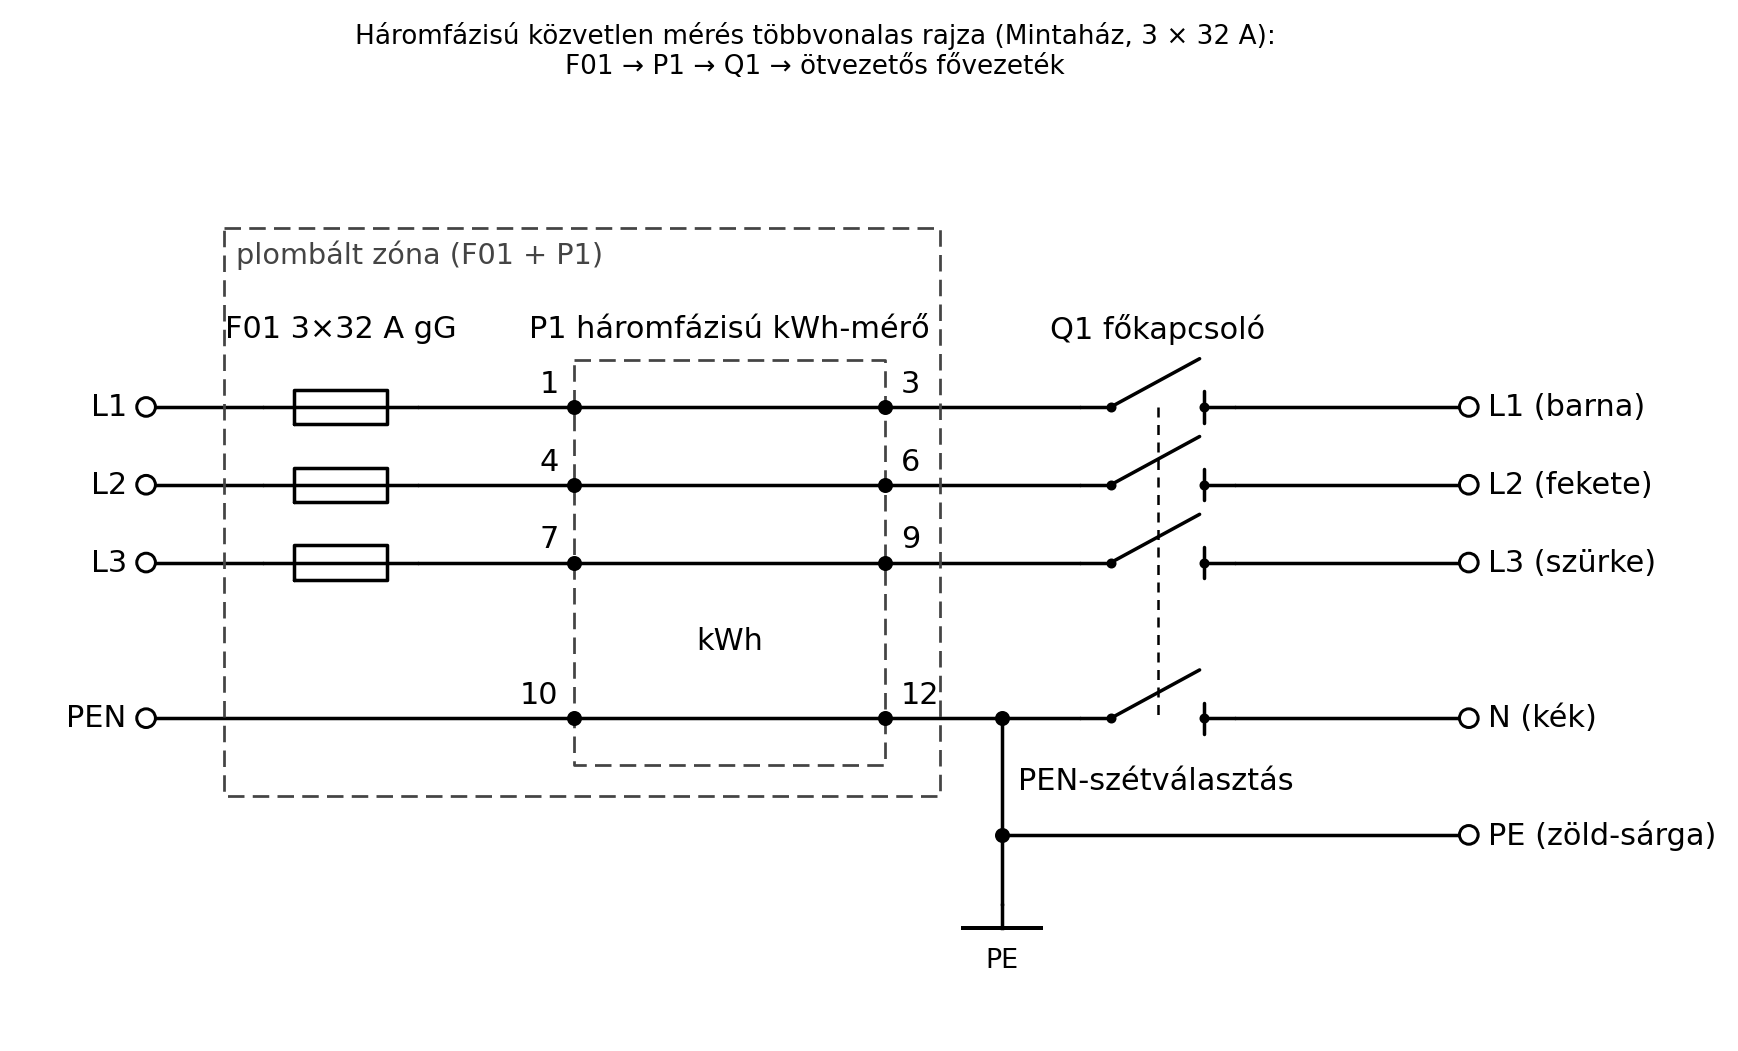 Háromfázisú közvetlen mérés többvonalas rajza (Mintaház, 3 × 32 A):
F01 → P1 → Q1 → ötvezetős fővezeték
plombált zóna (F01 + P1)
F01 3×32 A gG
P1 háromfázisú kWh-mérő
Q1 főkapcsoló
L1
1
3
L1 (barna)
L2
4
6
L2 (fekete)
L3
7
9
L3 (szürke)
kWh
PEN
10
12
N (kék)
PEN-szétválasztás
PE (zöld-sárga)
PE